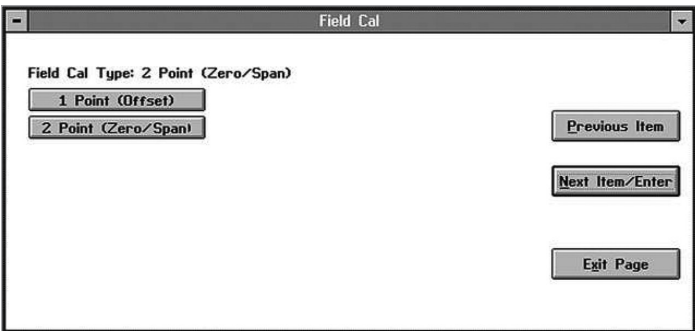 Field Cal
Field Cal Type: 2 Point (Zero/Span)
1 Point (Offset)
2 Point (Zero/Span)
Previous Item
Next Item/Enter
Exit Page